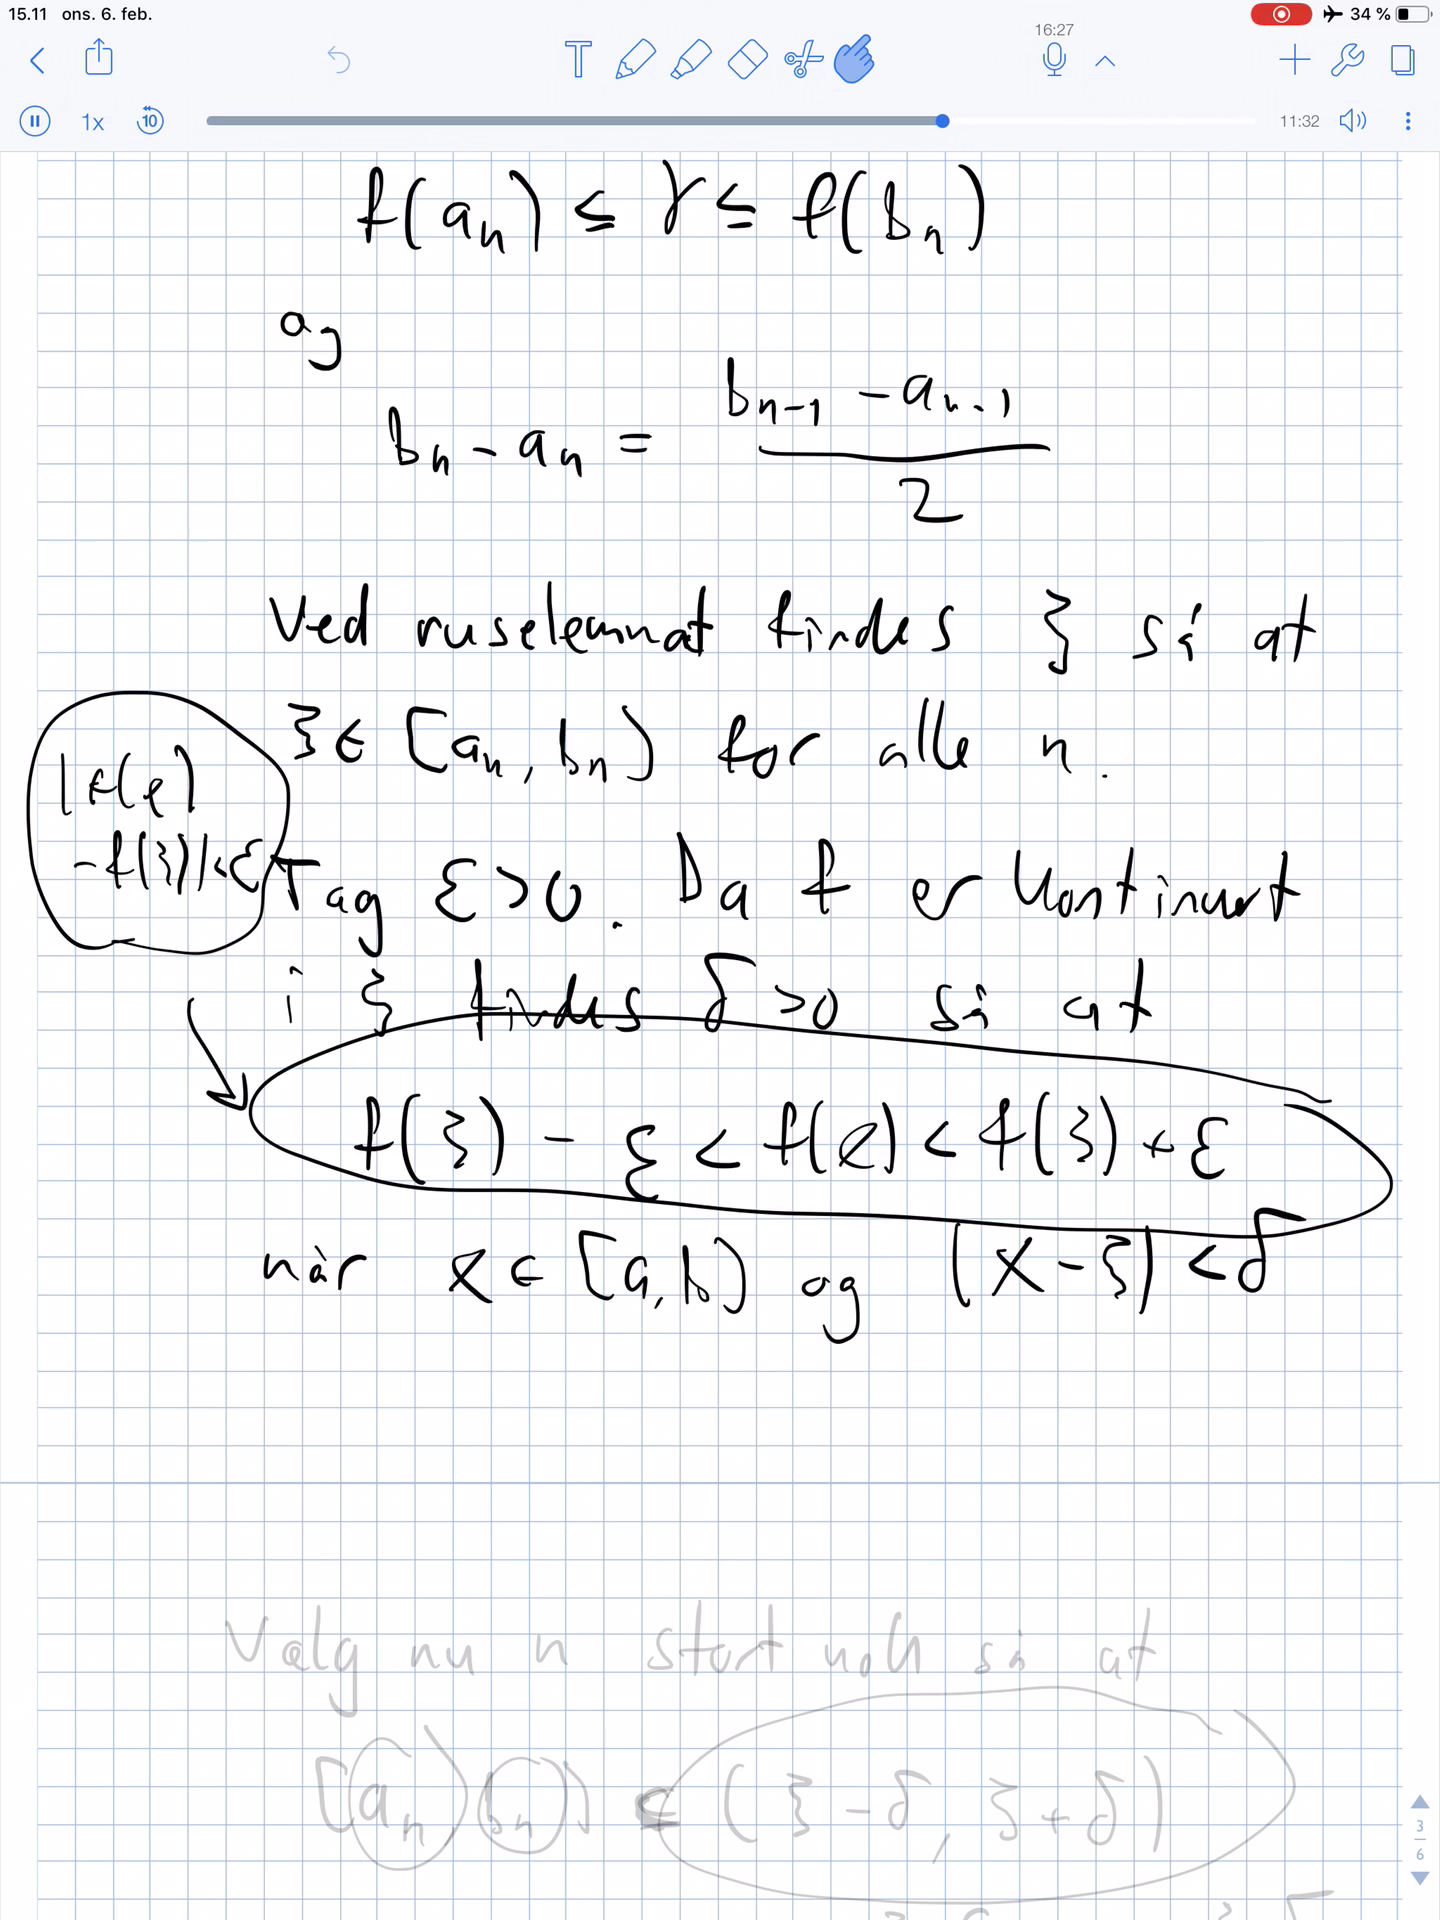 15.11 ons. 6. feb.
34 %
16:27
T
1x
10
11:32
f(aₙ) ≤ γ ≤ f(bₙ)
og
bₙ - aₙ = (bₙ₋₁ - aₙ₋₁) / 2
Ved ruselemmat findes ξ så at
ξ ∈ [aₙ, bₙ] for alle n.
|f(x)
- f(ξ)| < ε
Tag ε > 0. Da f er kontinuert
i ξ findes δ > 0 så at
f(ξ) - ε < f(x) < f(ξ) + ε
når x ∈ [a, b] og |x - ξ| < δ
Vælg nu n stort nok så at
[aₙ, bₙ] ⊂ (ξ - δ, ξ + δ)
3
6